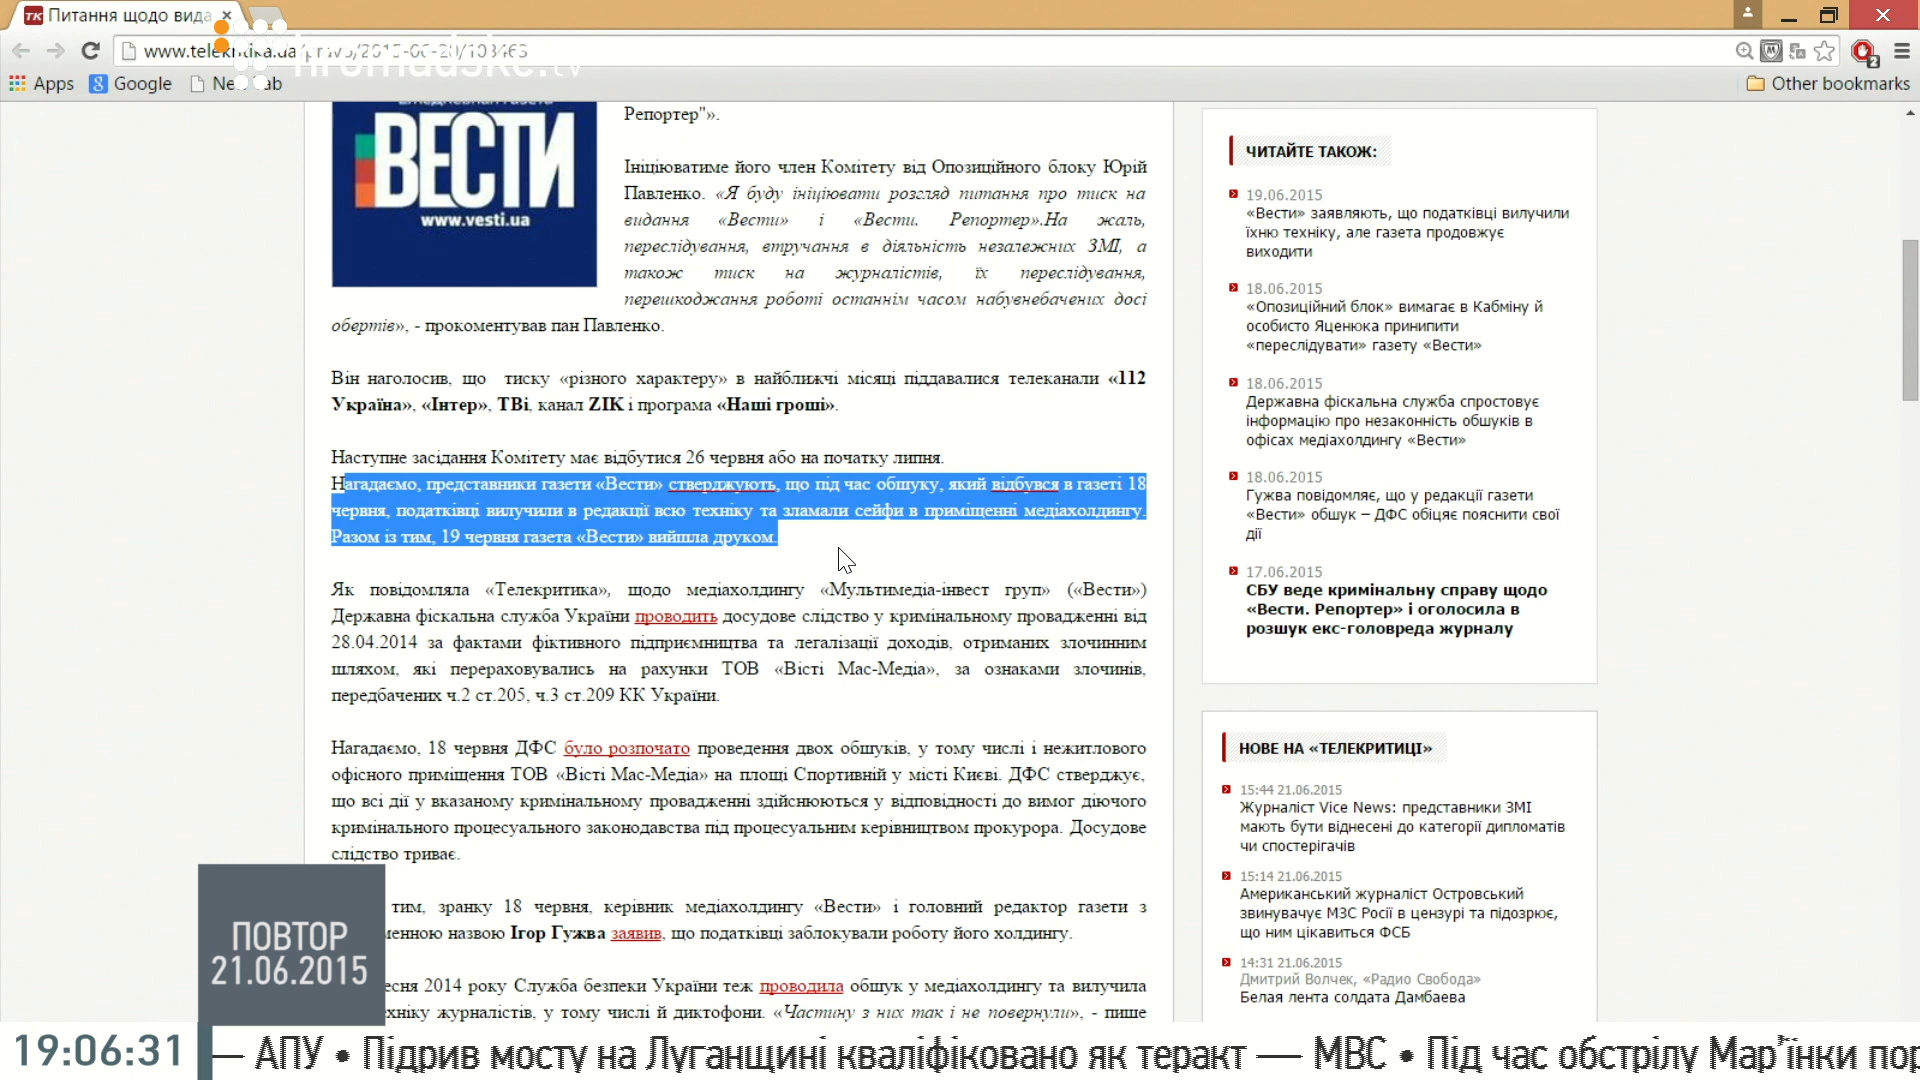 Питання щодо вида
www.telekritika.ua/pravo/2015-06-20/108463
hromadske.tv
Apps
Google
New Tab
Other bookmarks
ВЕСТИ
www.vesti.ua
Репортер"».
Ініціюватиме його член Комітету від Опозиційного блоку Юрій
Павленко. «Я буду ініціювати розгляд питання про тиск на
видання «Вести» і «Вести. Репортер».На жаль,
переслідування, втручання в діяльність незалежних ЗМІ, а
також тиск на журналістів, їх переслідування,
перешкоджання роботі останнім часом набувнебачених досі
обертів», - прокоментував пан Павленко.
Він наголосив, що тиску «різного характеру» в найближчі місяці піддавалися телеканали «112
Україна», «Інтер», ТВі, канал ZIK і програма «Наші гроші».
Наступне засідання Комітету має відбутися 26 червня або на початку липня.
Нагадаємо, представники газети «Вести» стверджують, що під час обшуку, який відбувся в газеті 18
червня, податківці вилучили в редакції всю техніку та зламали сейфи в приміщенні медіахолдингу.
Разом із тим, 19 червня газета «Вести» вийшла друком.
Як повідомляла «Телекритика», щодо медіахолдингу «Мультимедіа-інвест груп» («Вести»)
Державна фіскальна служба України проводить досудове слідство у кримінальному провадженні від
28.04.2014 за фактами фіктивного підприємництва та легалізації доходів, отриманих злочинним
шляхом, які перераховувались на рахунки ТОВ «Вісті Мас-Медіа», за ознаками злочинів,
передбачених ч.2 ст.205, ч.3 ст.209 КК України.
Нагадаємо, 18 червня ДФС було розпочато проведення двох обшуків, у тому числі і нежитлового
офісного приміщення ТОВ «Вісті Мас-Медіа» на площі Спортивній у місті Києві. ДФС стверджує,
що всі дії у вказаному кримінальному провадженні здійснюються у відповідності до вимог діючого
кримінального процесуального законодавства під процесуальним керівництвом прокурора. Досудове
слідство триває.
тим, зранку 18 червня, керівник медіахолдингу «Вести» і головний редактор газети з
менною назвою Ігор Гужва заявив, що податківці заблокували роботу його холдингу.
есня 2014 року Служба безпеки України теж проводила обшук у медіахолдингу та вилучила
хніку журналістів, у тому числі й диктофони. «Частину з них так і не повернули», - пише
ЧИТАЙТЕ ТАКОЖ:
19.06.2015
«Вести» заявляють, що податківці вилучили
їхню техніку, але газета продовжує
виходити
18.06.2015
«Опозиційний блок» вимагає в Кабміну й
особисто Яценюка принипити
«переслідувати» газету «Вести»
18.06.2015
Державна фіскальна служба спростовує
інформацію про незаконність обшуків в
офісах медіахолдингу «Вести»
18.06.2015
Гужва повідомляє, що у редакції газети
«Вести» обшук – ДФС обіцяє пояснити свої
дії
17.06.2015
СБУ веде кримінальну справу щодо
«Вести. Репортер» і оголосила в
розшук екс-головреда журналу
НОВЕ НА «ТЕЛЕКРИТИЦІ»
15:44 21.06.2015
Журналіст Vice News: представники ЗМІ
мають бути віднесені до категорії дипломатів
чи спостерігачів
15:14 21.06.2015
Американський журналіст Островський
звинувачує МЗС Росії в цензурі та підозрює,
що ним цікавиться ФСБ
14:31 21.06.2015
Дмитрий Волчек, «Радио Свобода»
Белая лента солдата Дамбаева
ПОВТОР
21.06.2015
19:06:31
— АПУ • Підрив мосту на Луганщині кваліфіковано як теракт — МВС • Під час обстрілу Мар'їнки пор